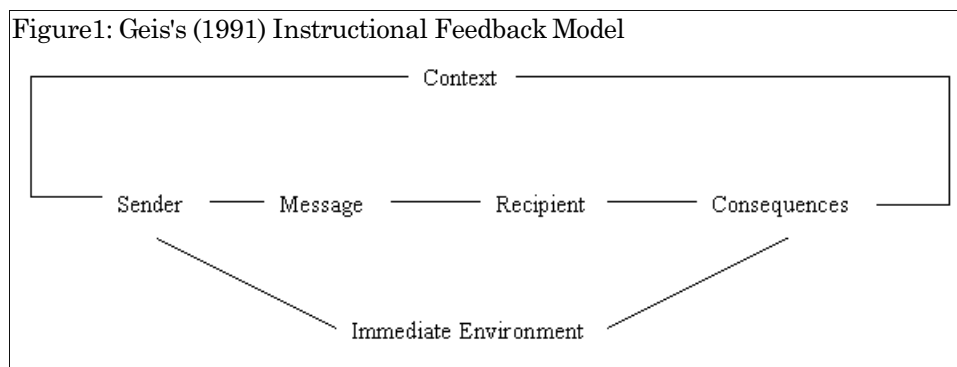 Figure1: Geis's (1991) Instructional Feedback Model
Context
Sender Message Recipient Consequences
Immediate Environment